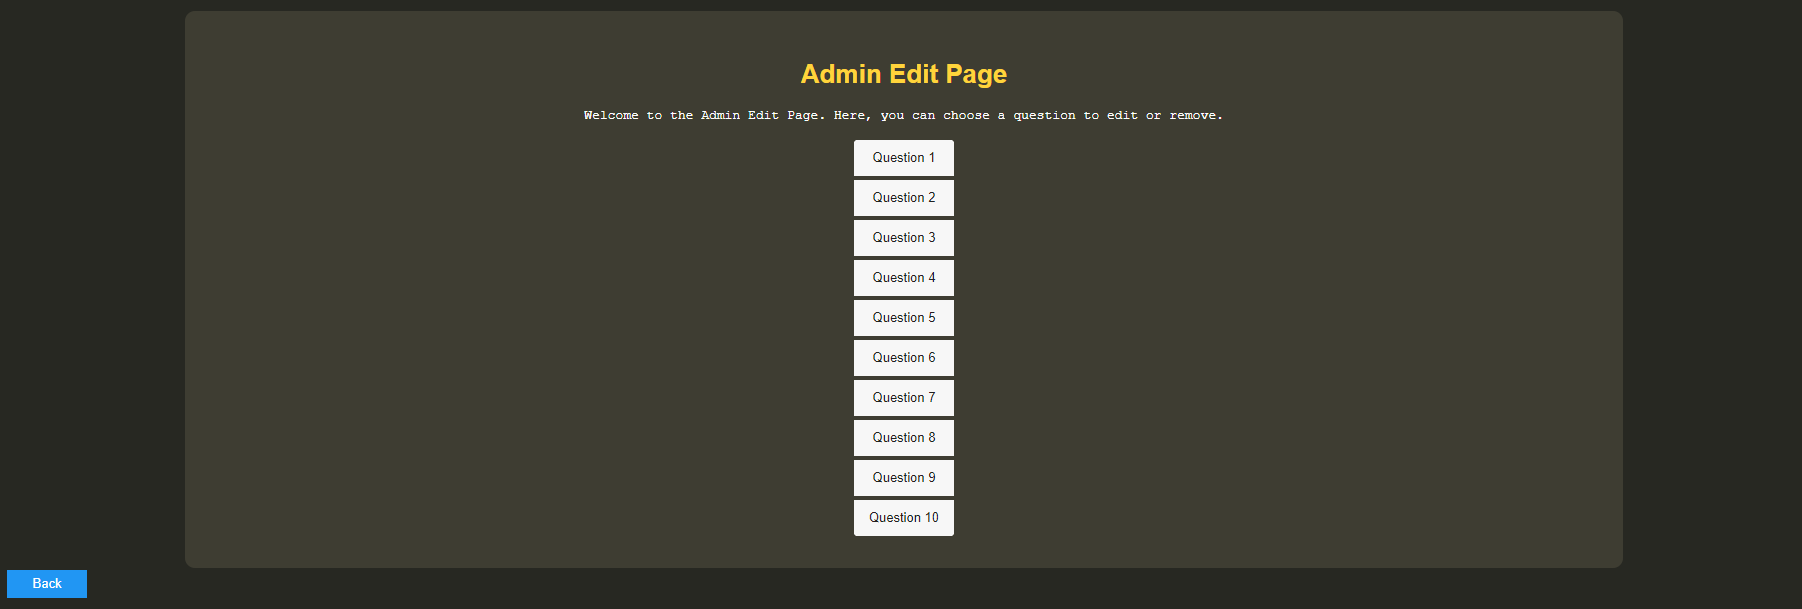 Admin Edit Page
Welcome to the Admin Edit Page. Here, you can choose a question to edit or remove.
Question 1
Question 2
Question 3
Question 4
Question 5
Question 6
Question 7
Question 8
Question 9
Question 10
Back